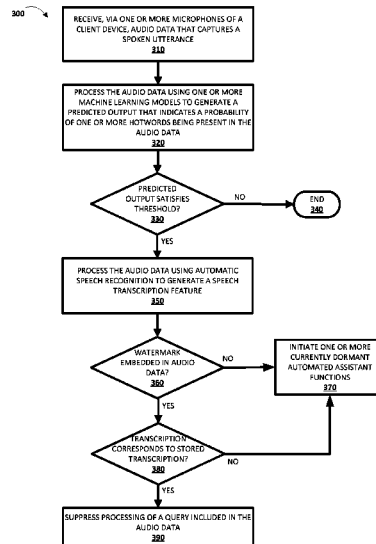 300
RECEIVE, VIA ONE OR MORE MICROPHONES OF A
CLIENT DEVICE, AUDIO DATA THAT CAPTURES A
SPOKEN UTTERANCE
310
PROCESS THE AUDIO DATA USING ONE OR MORE
MACHINE LEARNING MODELS TO GENERATE A
PREDICTED OUTPUT THAT INDICATES A PROBABILITY
OF ONE OR MORE HOTWORDS BEING PRESENT IN THE
AUDIO DATA
320
PREDICTED
OUTPUT SATISFIES
THRESHOLD?
330
NO
END
340
YES
PROCESS THE AUDIO DATA USING AUTOMATIC
SPEECH RECOGNITION TO GENERATE A SPEECH
TRANSCRIPTION FEATURE
350
WATERMARK
EMBEDDED IN AUDIO
DATA?
360
NO
INITIATE ONE OR MORE
CURRENTLY DORMANT
AUTOMATED ASSISTANT
FUNCTIONS
370
YES
TRANSCRIPTION
CORRESPONDS TO STORED
TRANSCRIPTION?
380
NO
YES
SUPPRESS PROCESSING OF A QUERY INCLUDED IN THE
AUDIO DATA
390